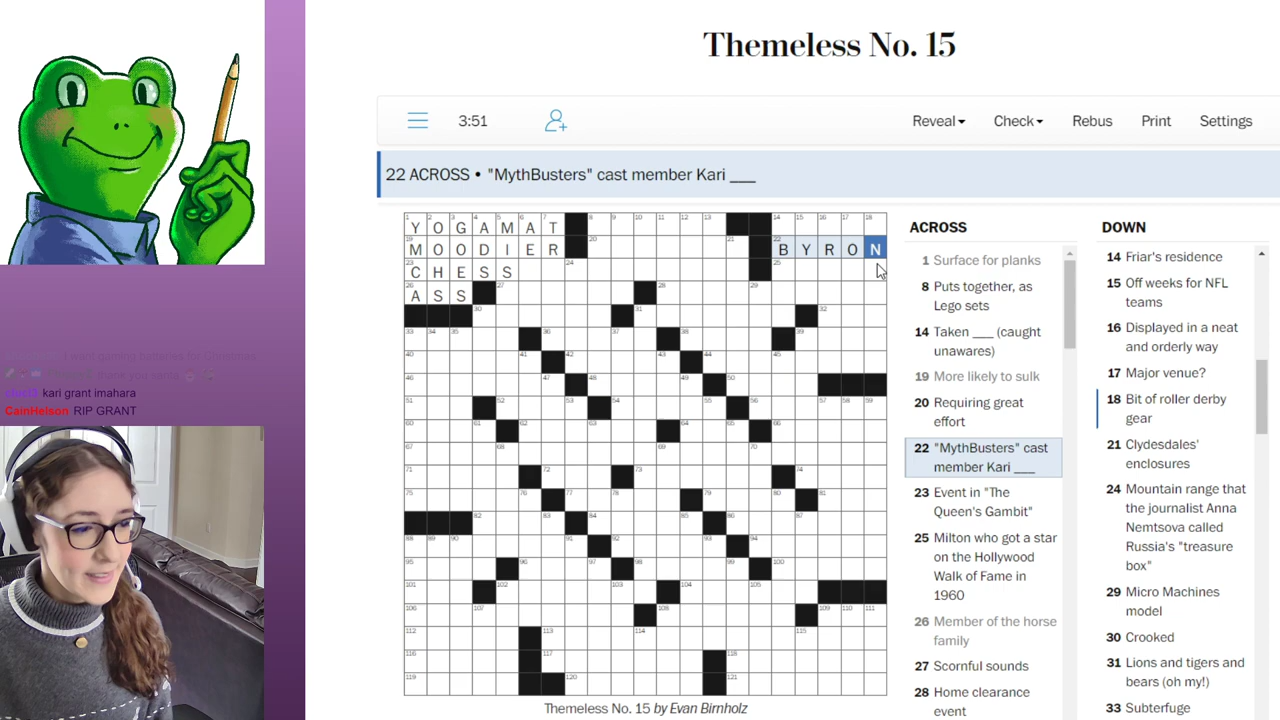 Themeless No. 15
3:51
Reveal
Check
Rebus
Print
Settings
22 ACROSS • "MythBusters" cast member Kari ___
YOGAMAT
MOODIER
BYRON
CHESS
ASS
ACROSS
1 Surface for planks
8 Puts together, as
Lego sets
14 Taken ___ (caught
unawares)
19 More likely to sulk
20 Requiring great
effort
22 "MythBusters" cast
member Kari ___
23 Event in "The
Queen's Gambit"
25 Milton who got a star
on the Hollywood
Walk of Fame in
1960
26 Member of the horse
family
27 Scornful sounds
28 Home clearance
event
DOWN
14 Friar's residence
15 Off weeks for NFL
teams
16 Displayed in a neat
and orderly way
17 Major venue?
18 Bit of roller derby
gear
21 Clydesdales'
enclosures
24 Mountain range that
the journalist Anna
Nemtsova called
Russia's "treasure
box"
29 Micro Machines
model
30 Crooked
31 Lions and tigers and
bears (oh my!)
33 Subterfuge
kari grant imahara
CainHelson RIP GRANT
Themeless No. 15 by Evan Birnholz